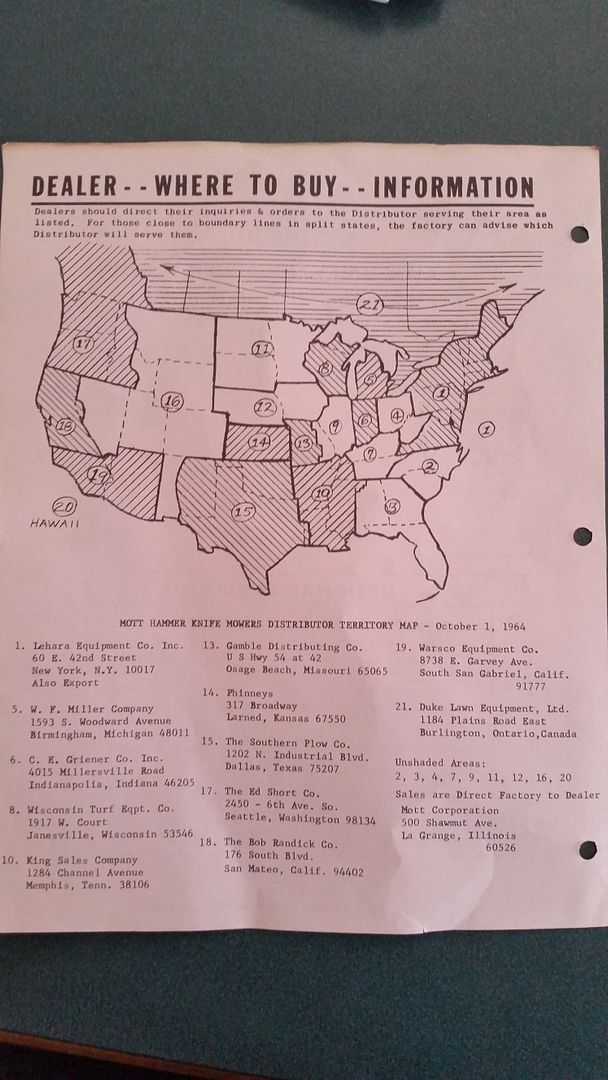 DEALER - - WHERE TO BUY - - INFORMATION
Dealers should direct their inquiries & orders to the Distributor serving their area as
listed. For those close to boundary lines in split states, the factory can advise which
Distributor will serve them.
21
17
11
8
5
1
16
12
9
6
4
18
14
13
1
7
2
19
10
20
15
3
HAWAII
MOTT HAMMER KNIFE MOWERS DISTRIBUTOR TERRITORY MAP - October 1, 1964
1. Lehara Equipment Co. Inc.
60 E. 42nd Street
New York, N.Y. 10017
Also Export
5. W. F. Miller Company
1593 S. Woodward Avenue
Birmingham, Michigan 48011
6. C. E. Griener Co. Inc.
4015 Millersville Road
Indianapolis, Indiana 46205
8. Wisconsin Turf Eqpt. Co.
1917 W. Court
Janesville, Wisconsin 53546
10. King Sales Company
1284 Channel Avenue
Memphis, Tenn. 38106
13. Gamble Distributing Co.
U S Hwy 54 at 42
Osage Beach, Missouri 65065
14. Phinneys
317 Broadway
Larned, Kansas 67550
15. The Southern Plow Co.
1202 N. Industrial Blvd.
Dallas, Texas 75207
17. The Ed Short Co.
2450 - 6th Ave. So.
Seattle, Washington 98134
18. The Bob Randick Co.
176 South Blvd.
San Mateo, Calif. 94402
19. Warsco Equipment Co.
8738 E. Garvey Ave.
South San Gabriel, Calif.
91777
21. Duke Lawn Equipment, Ltd.
1184 Plains Road East
Burlington, Ontario,Canada
Unshaded Areas:
2, 3, 4, 7, 9, 11, 12, 16, 20
Sales are Direct Factory to Dealer
Mott Corporation
500 Shawmut Ave.
La Grange, Illinois
60526